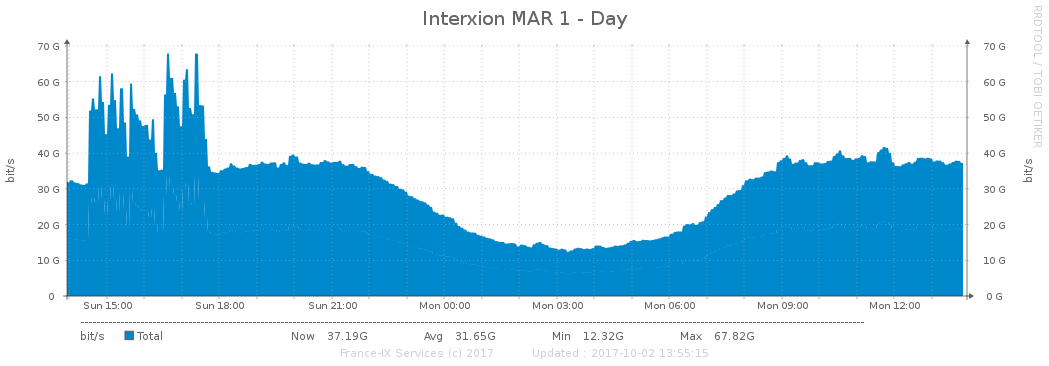 Interxion MAR 1 - Day
RRDTOOL / TOBI OETIKER
bit/s
bit/s
70 G 70 G
60 G 60 G
50 G 50 G
40 G 40 G
30 G 30 G
20 G 20 G
10 G 10 G
0 0 G
Sun 15:00 Sun 18:00 Sun 21:00 Mon 00:00 Mon 03:00 Mon 06:00 Mon 09:00 Mon 12:00
bit/s Total Now 37.19G Avg 31.65G Min 12.32G Max 67.82G
France-IX Services (c) 2017 Updated : 2017-10-02 13:55:15